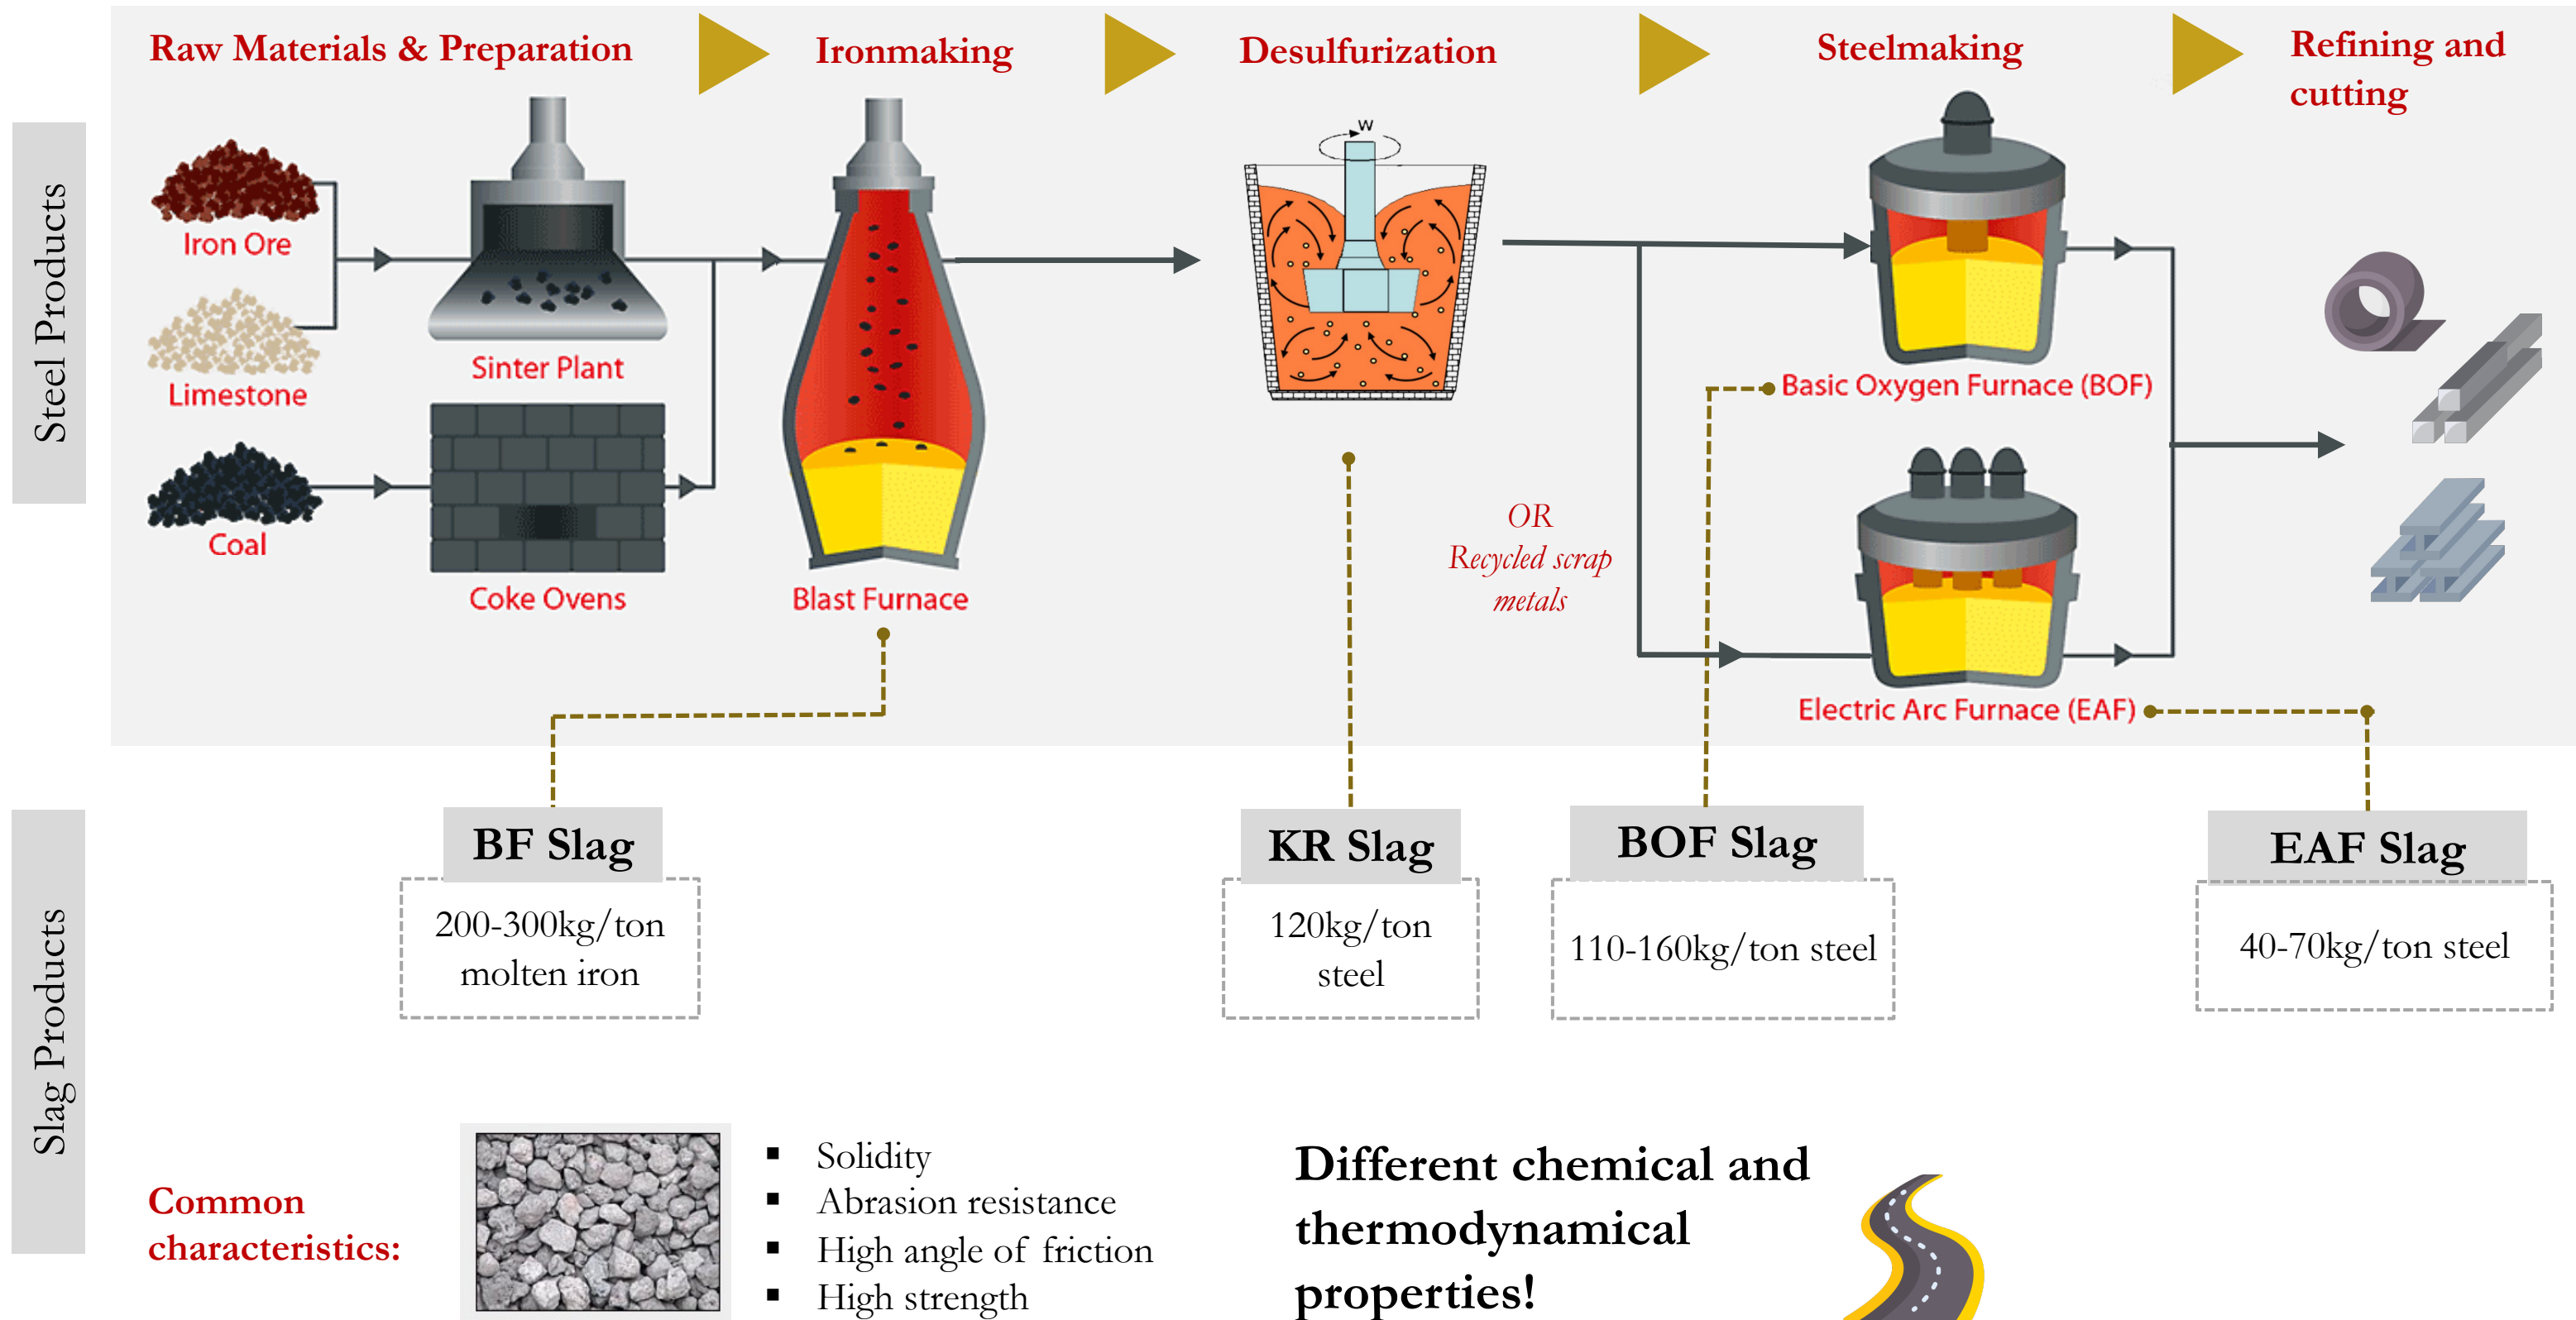 Raw Materials & Preparation
Ironmaking
Desulfurization
Steelmaking
Refining and
cutting
Steel Products
Iron Ore
Limestone
Coal
Sinter Plant
Coke Ovens
Blast Furnace
w
OR
Recycled scrap
metals
Basic Oxygen Furnace (BOF)
Electric Arc Furnace (EAF)
Slag Products
BF Slag
200-300kg/ton
molten iron
KR Slag
120kg/ton
steel
BOF Slag
110-160kg/ton steel
EAF Slag
40-70kg/ton steel
Common
characteristics:
▪ Solidity
▪ Abrasion resistance
▪ High angle of friction
▪ High strength
Different chemical and
thermodynamical
properties!